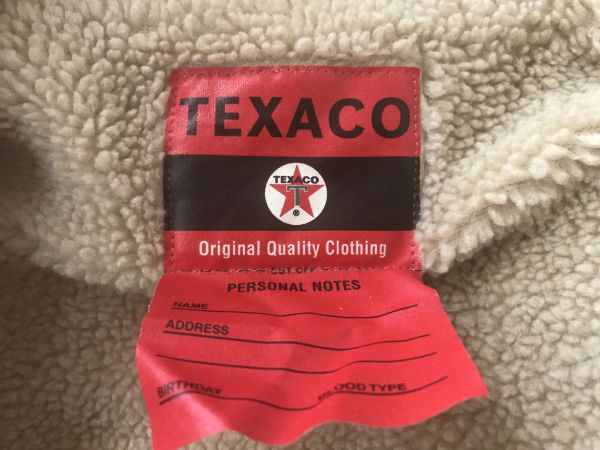 TEXACO
TEXACO
T
®
Original Quality Clothing
CUT OFF
PERSONAL NOTES
NAME
ADDRESS
BIRTHDAY BLOOD TYPE